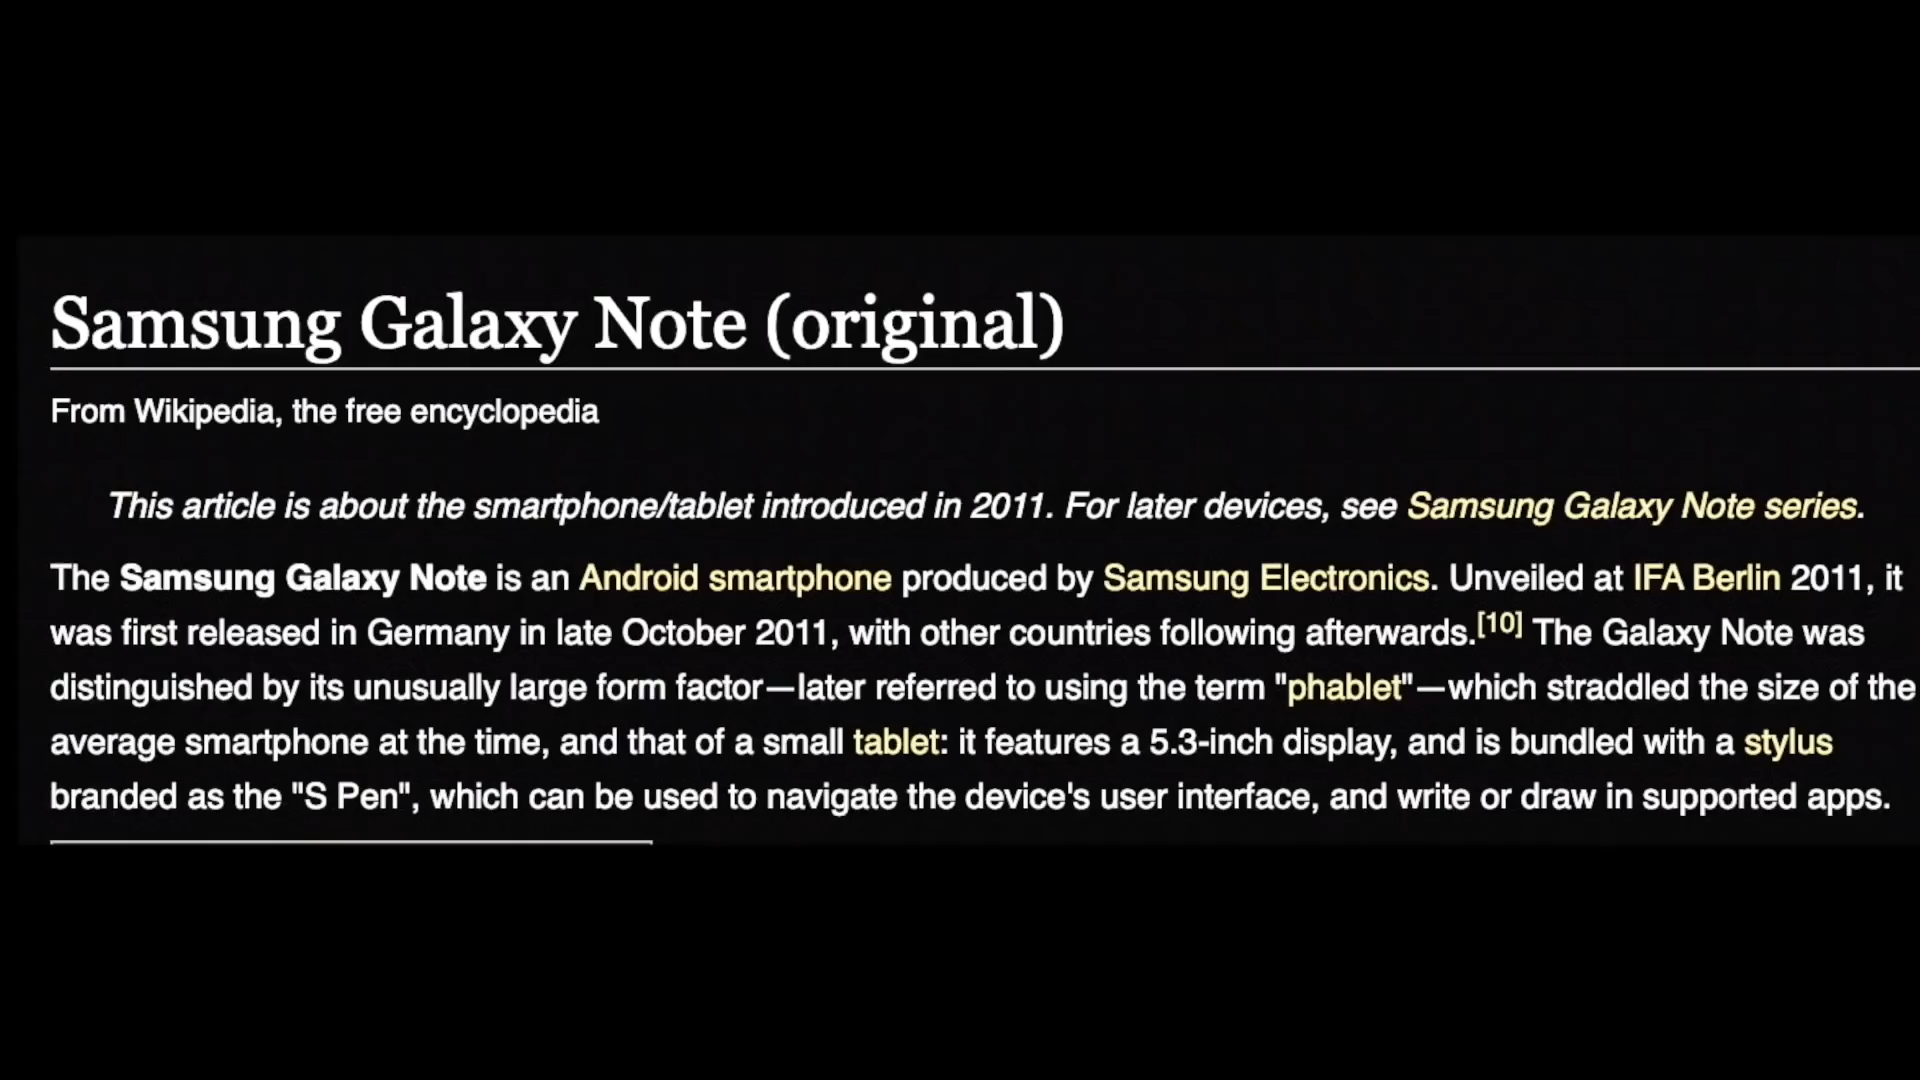 Samsung Galaxy Note (original)
From Wikipedia, the free encyclopedia
This article is about the smartphone/tablet introduced in 2011. For later devices, see Samsung Galaxy Note series.
The Samsung Galaxy Note is an Android smartphone produced by Samsung Electronics. Unveiled at IFA Berlin 2011, it
was first released in Germany in late October 2011, with other countries following afterwards.[10] The Galaxy Note was
distinguished by its unusually large form factor—later referred to using the term "phablet"—which straddled the size of the
average smartphone at the time, and that of a small tablet: it features a 5.3-inch display, and is bundled with a stylus
branded as the "S Pen", which can be used to navigate the device's user interface, and write or draw in supported apps.